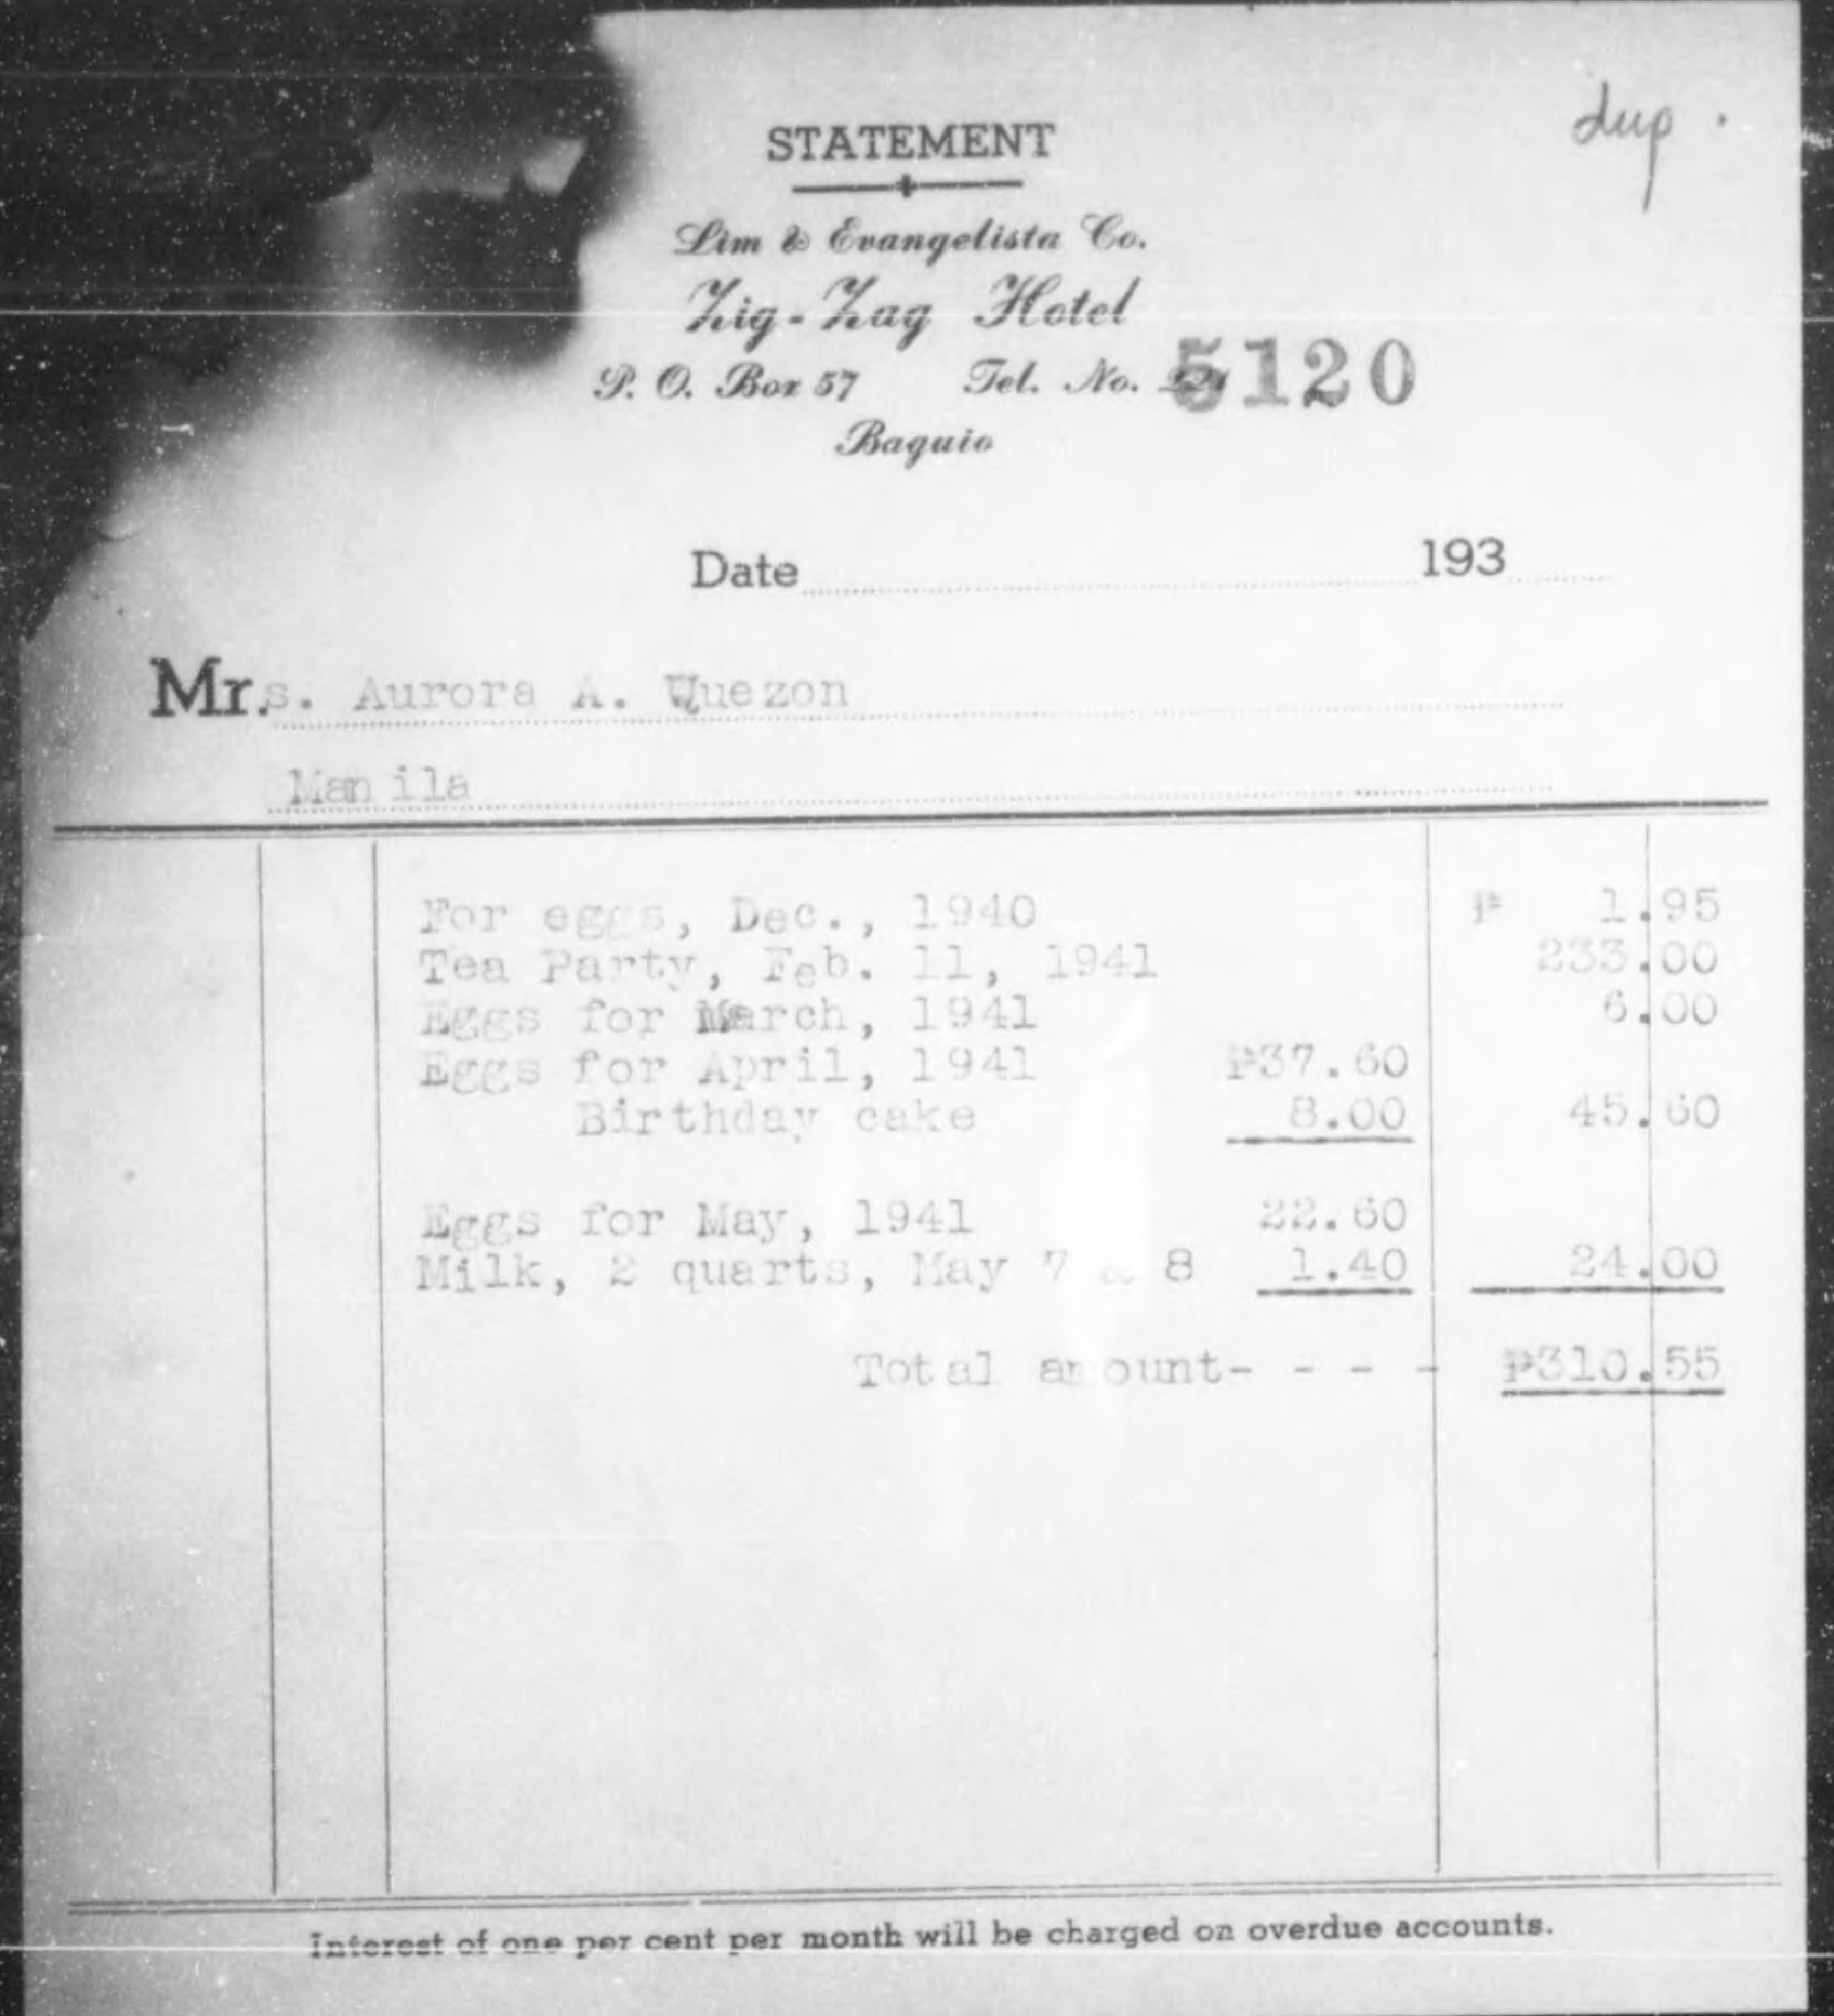 dup.
STATEMENT
Lim & Evangelista Co.
Zig-Zag Hotel
P. O. Box 57 Tel. No. 5120
Baguio
Date 193
Mr.s. Aurora A. Quezon
Manila
For eggs, Dec., 1940 ₱ 1.95
Tea Party, Feb. 11, 1941 233.00
Eggs for March, 1941 6.00
Eggs for April, 1941 ₱37.60
Birthday cake 8.00 45.60
Eggs for May, 1941 22.60
Milk, 2 quarts, May 7 & 8 1.40 24.00
Total amount- - - - ₱310.55
Interest of one per cent per month will be charged on overdue accounts.